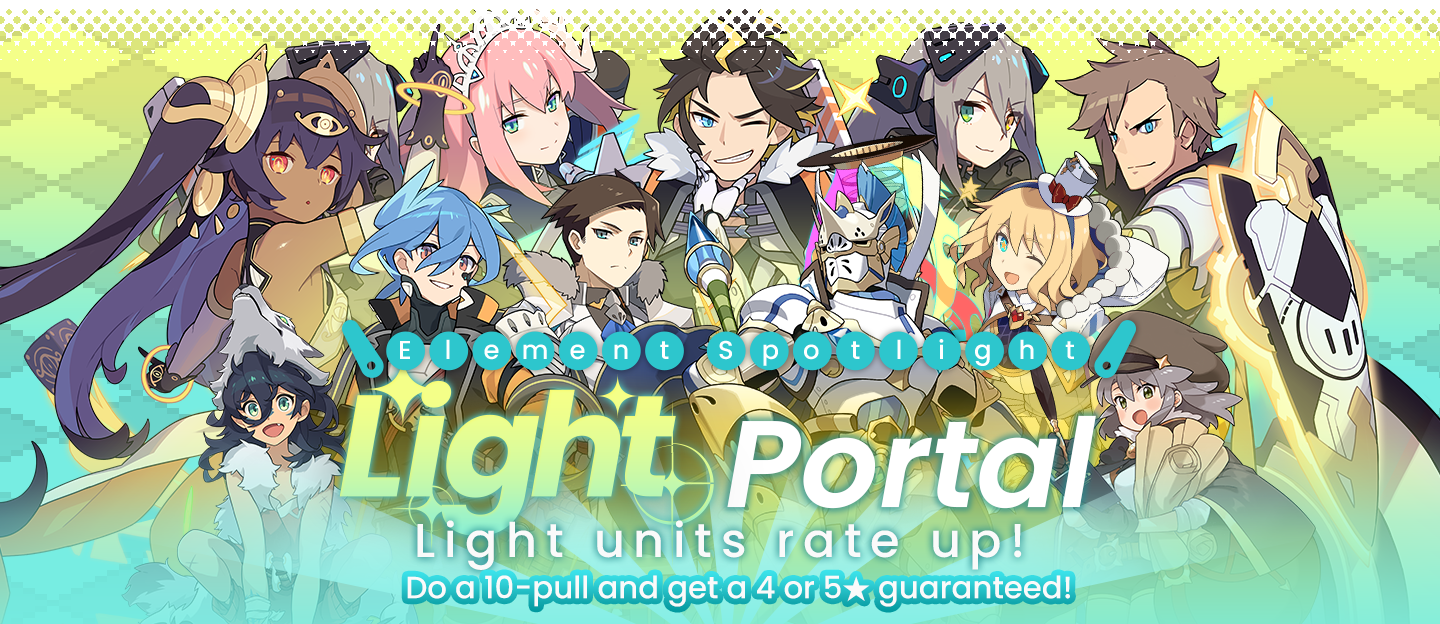 Element Spotlight
Light Portal
Light units rate up!
Do a 10-pull and get a 4 or 5★ guaranteed!